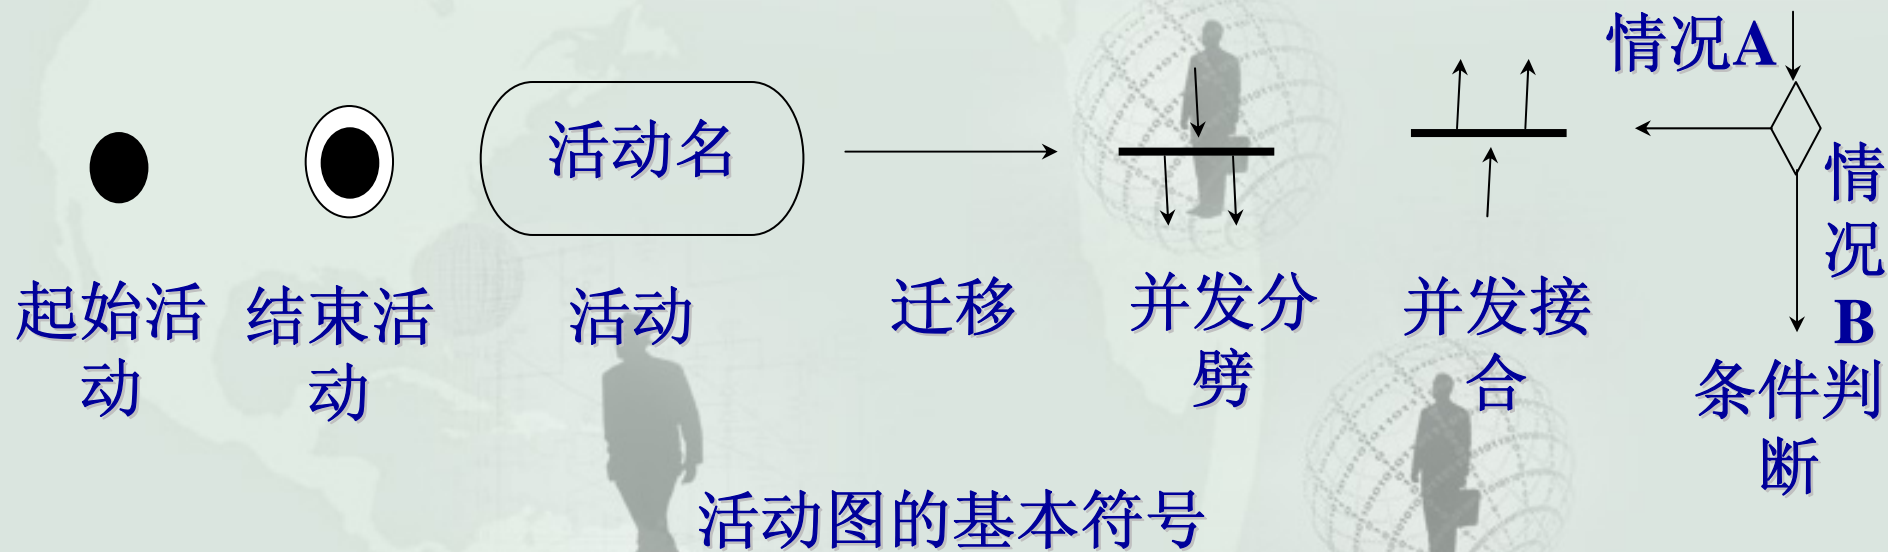 情况A
活动名
情
况
B
起始活
动
结束活
动
活动
迁移
并发分
劈
并发接
合
条件判
断
活动图的基本符号